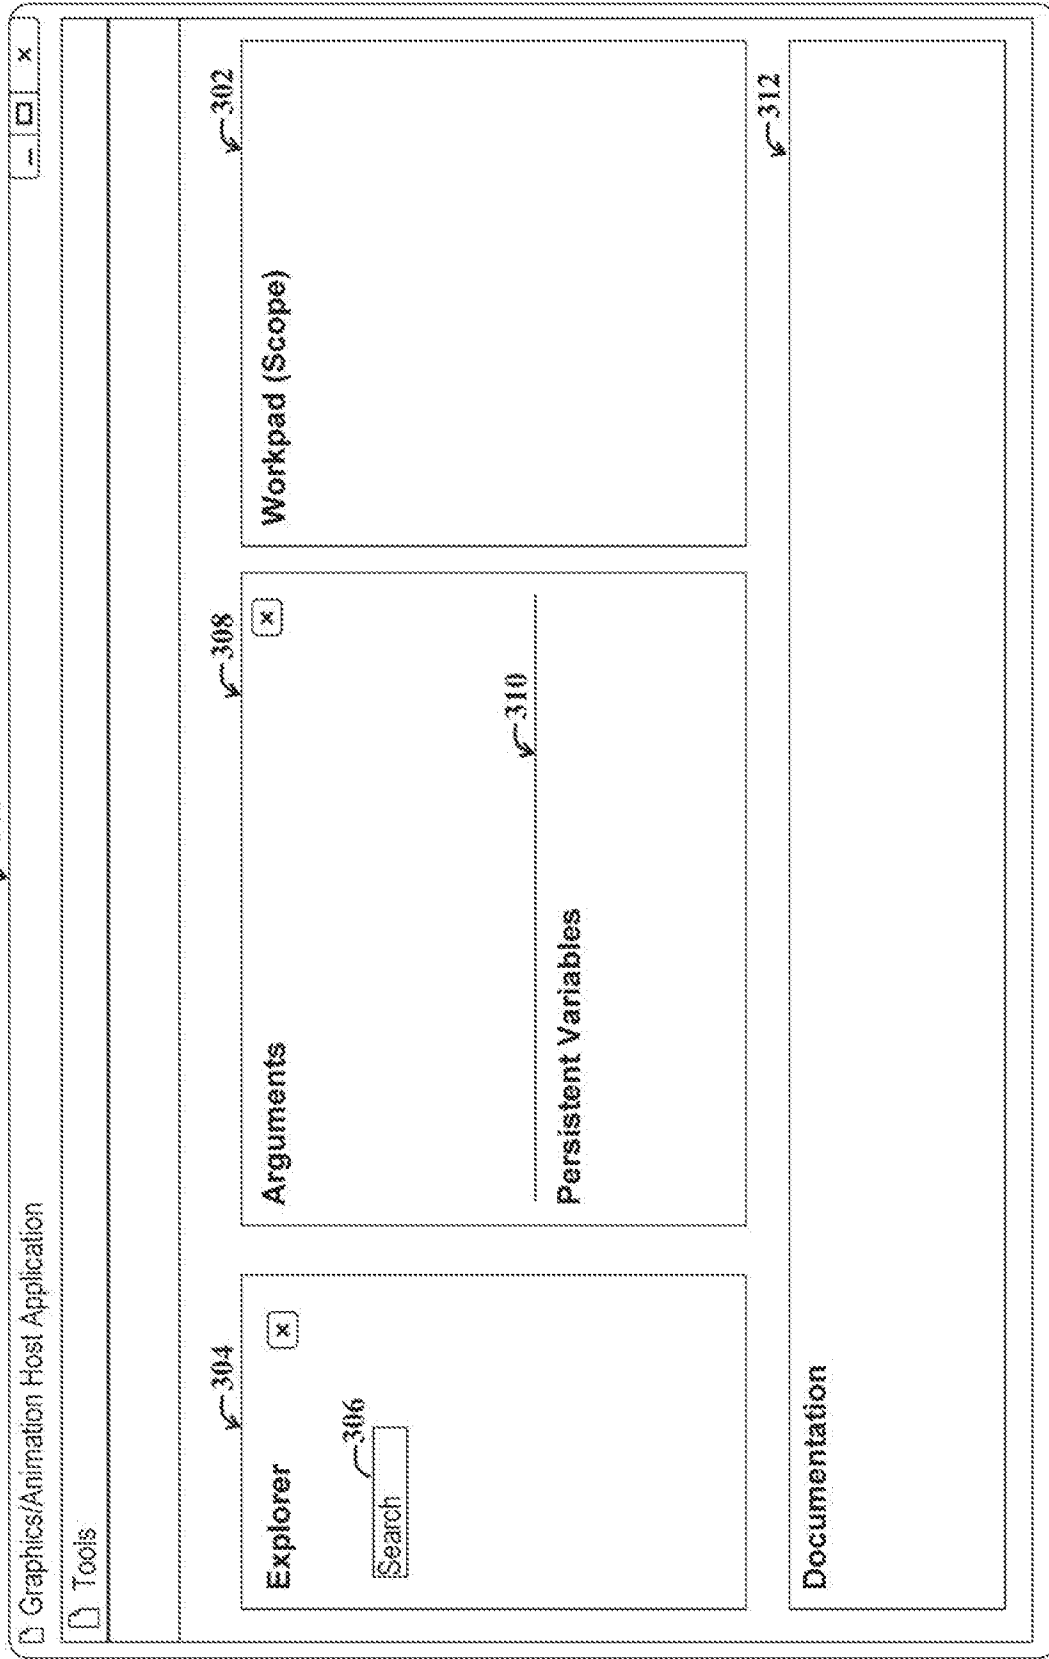 Graphics/Animation Host Application
Tools
304
308
302
Explorer
Arguments
Workpad (Scope)
306
Search
310
Persistent Variables
312
Documentation